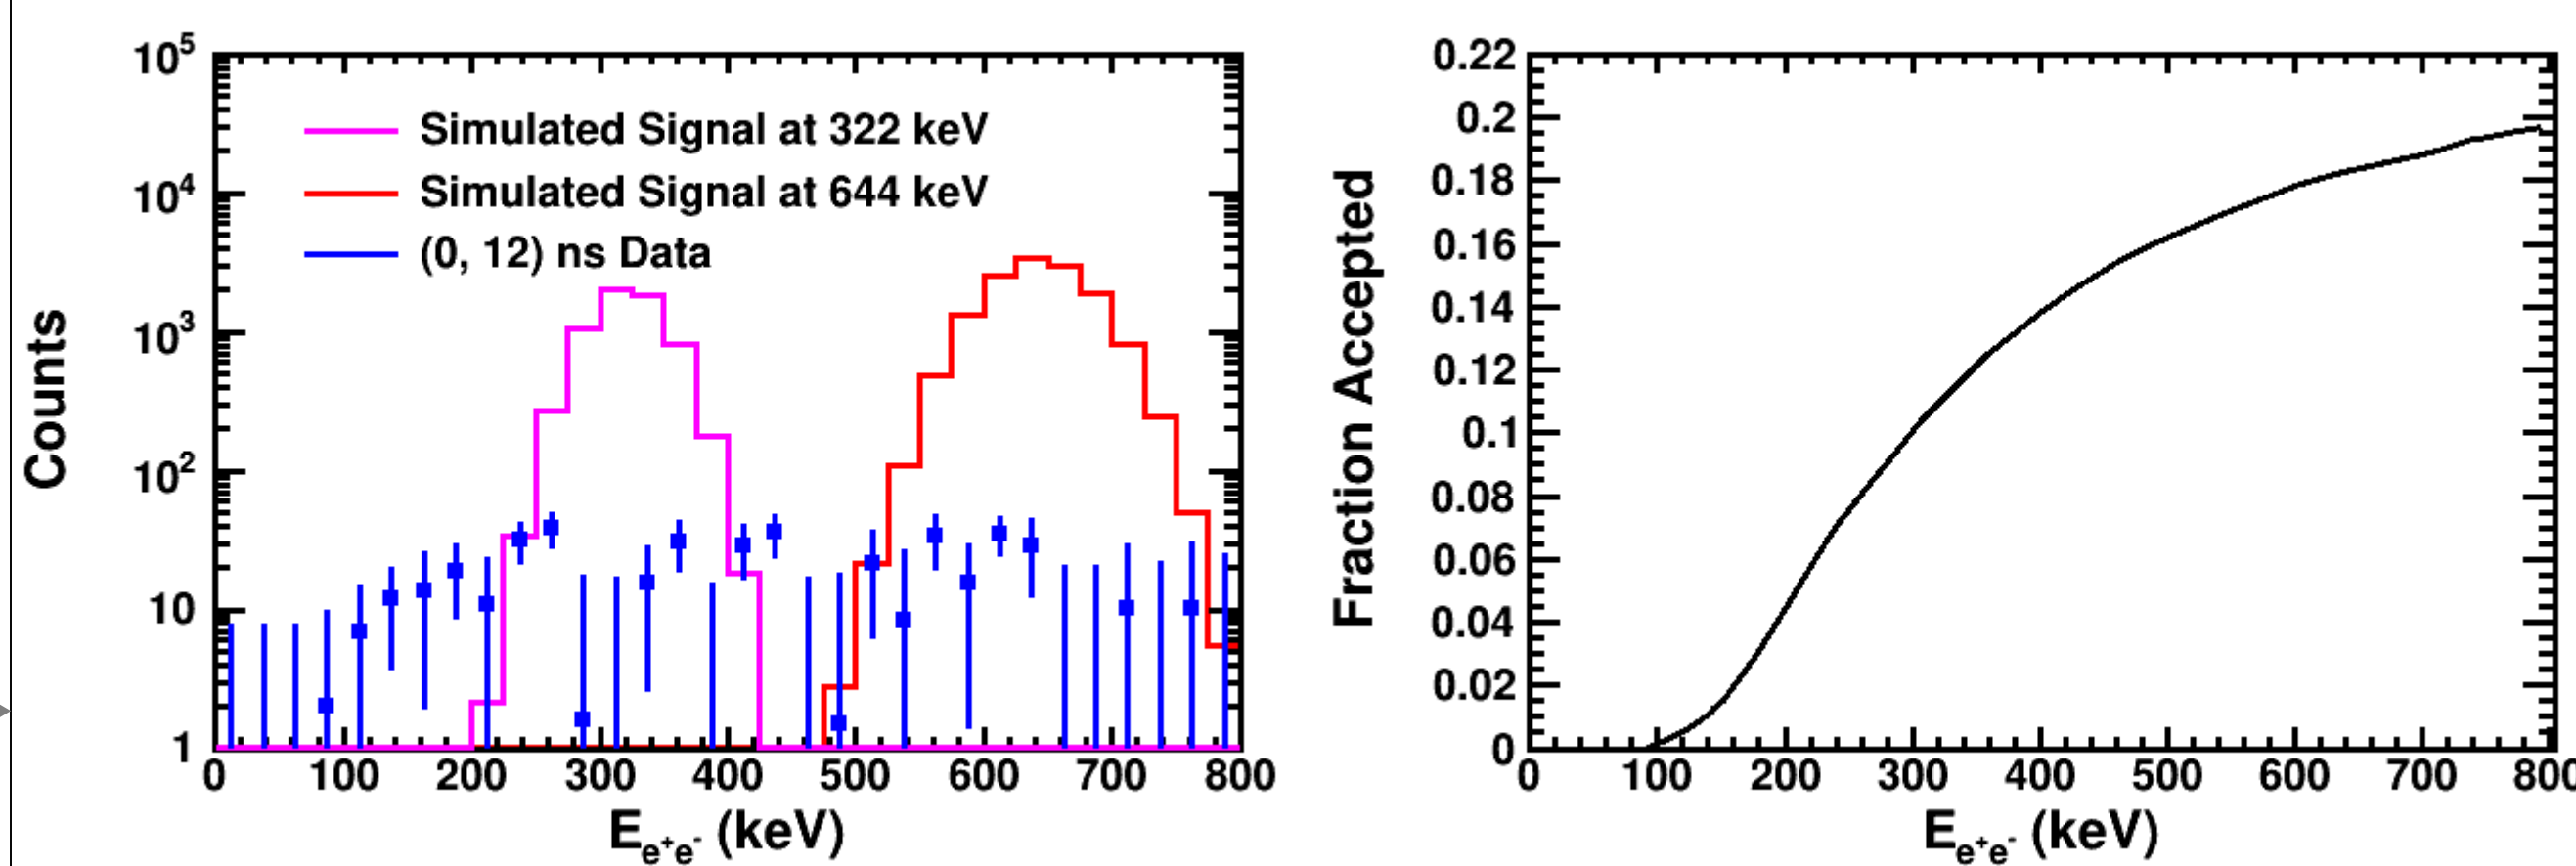 10^5
10^4
10^3
10^2
10
1
Counts
Simulated Signal at 322 keV
Simulated Signal at 644 keV
(0, 12) ns Data
0 100 200 300 400 500 600 700 800
E_{e^+e^-} (keV)
0.22
0.2
0.18
0.16
0.14
0.12
0.1
0.08
0.06
0.04
0.02
0
Fraction Accepted
0 100 200 300 400 500 600 700 800
E_{e^+e^-} (keV)